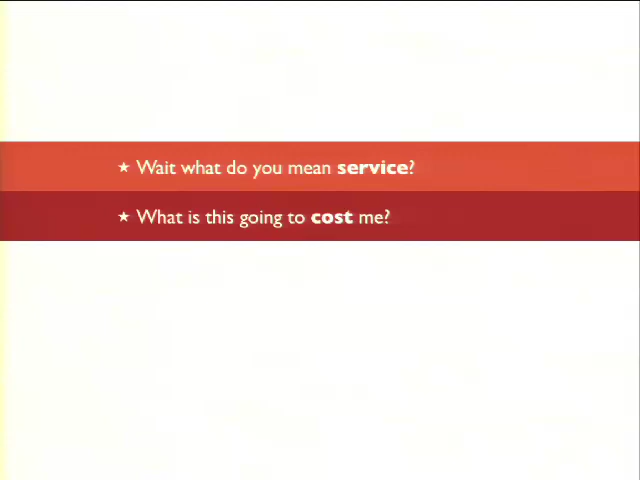 ★ Wait what do you mean service?
★ What is this going to cost me?